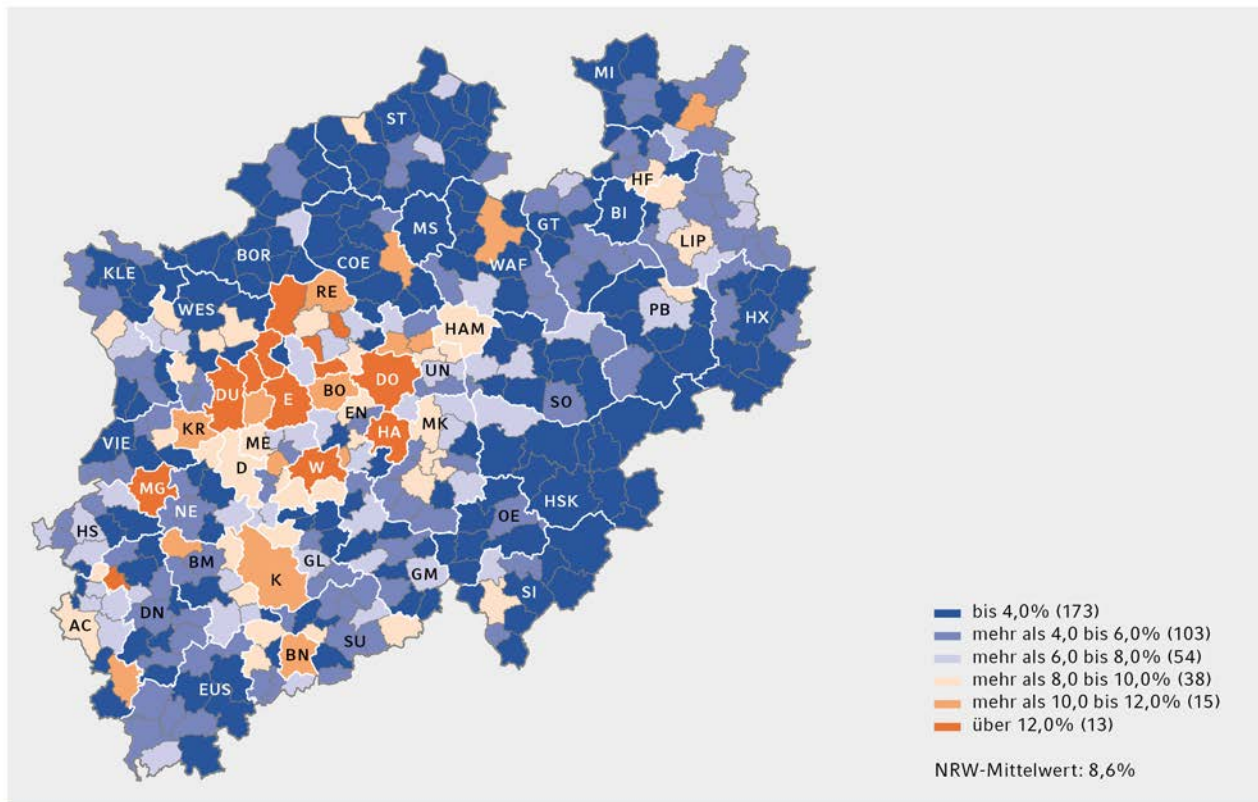 MI
ST
HF
BI
MS
GT
LIP
BOR
COE
WAF
KLE
RE
WES
PB
HX
HAM
DO
UN
DU
E
BO
EN
SO
KR
HA
MK
VIE
ME
D
W
MG
NE
HSK
OE
HS
BM
GL
K
GM
SI
DN
AC
SU
BN
EUS
bis 4,0% (173)
mehr als 4,0 bis 6,0% (103)
mehr als 6,0 bis 8,0% (54)
mehr als 8,0 bis 10,0% (38)
mehr als 10,0 bis 12,0% (15)
über 12,0% (13)
NRW-Mittelwert: 8,6%